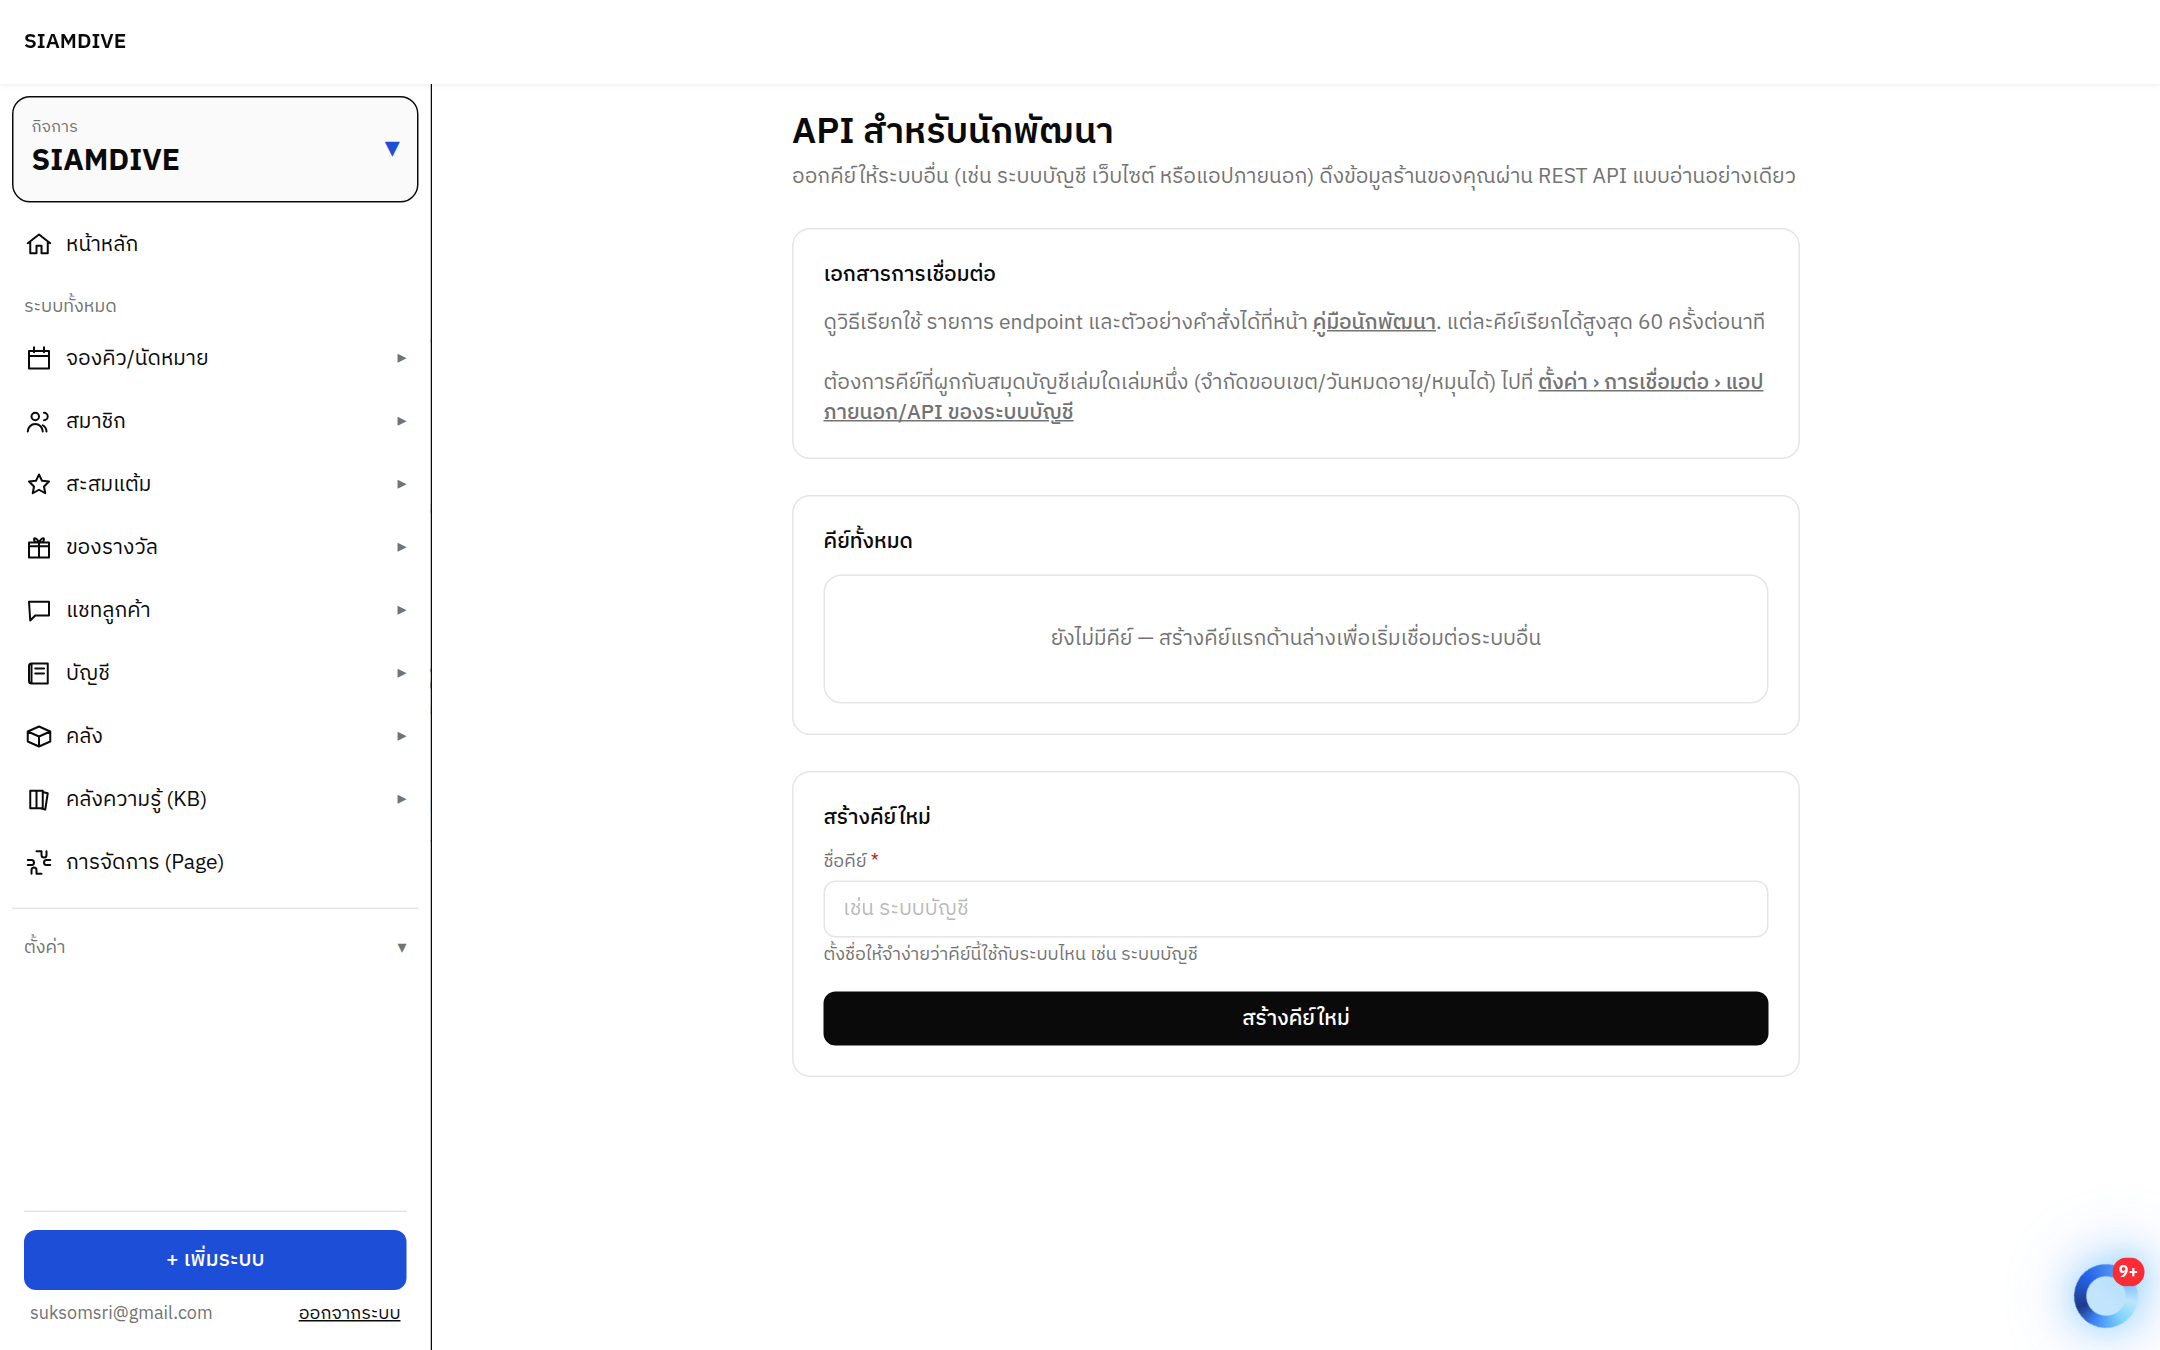 SIAMDIVE
กิจการ
SIAMDIVE
▼
หน้าหลัก
ระบบทั้งหมด
จองคิว/นัดหมาย
สมาชิก
สะสมแต้ม
ของรางวัล
แชทลูกค้า
บัญชี
คลัง
คลังความรู้ (KB)
การจัดการ (Page)
ตั้งค่า
+ เพิ่มระบบ
suksomsri@gmail.com
ออกจากระบบ
API สำหรับนักพัฒนา
ออกคีย์ให้ระบบอื่น (เช่น ระบบบัญชี เว็บไซต์ หรือแอปภายนอก) ดึงข้อมูลร้านของคุณผ่าน REST API แบบอ่านอย่างเดียว
เอกสารการเชื่อมต่อ
ดูวิธีเรียกใช้ รายการ endpoint และตัวอย่างคำสั่งได้ที่หน้า คู่มือนักพัฒนา. แต่ละคีย์เรียกได้สูงสุด 60 ครั้งต่อนาที
ต้องการคีย์ที่ผูกกับสมุดบัญชีเล่มใดเล่มหนึ่ง (จำกัดขอบเขต/วันหมดอายุ/หมุนได้) ไปที่ ตั้งค่า › การเชื่อมต่อ › แอป
ภายนอก/API ของระบบบัญชี
คีย์ทั้งหมด
ยังไม่มีคีย์ — สร้างคีย์แรกด้านล่างเพื่อเริ่มเชื่อมต่อระบบอื่น
สร้างคีย์ใหม่
ชื่อคีย์ *
เช่น ระบบบัญชี
ตั้งชื่อให้จำง่ายว่าคีย์นี้ใช้กับระบบไหน เช่น ระบบบัญชี
สร้างคีย์ใหม่
9+